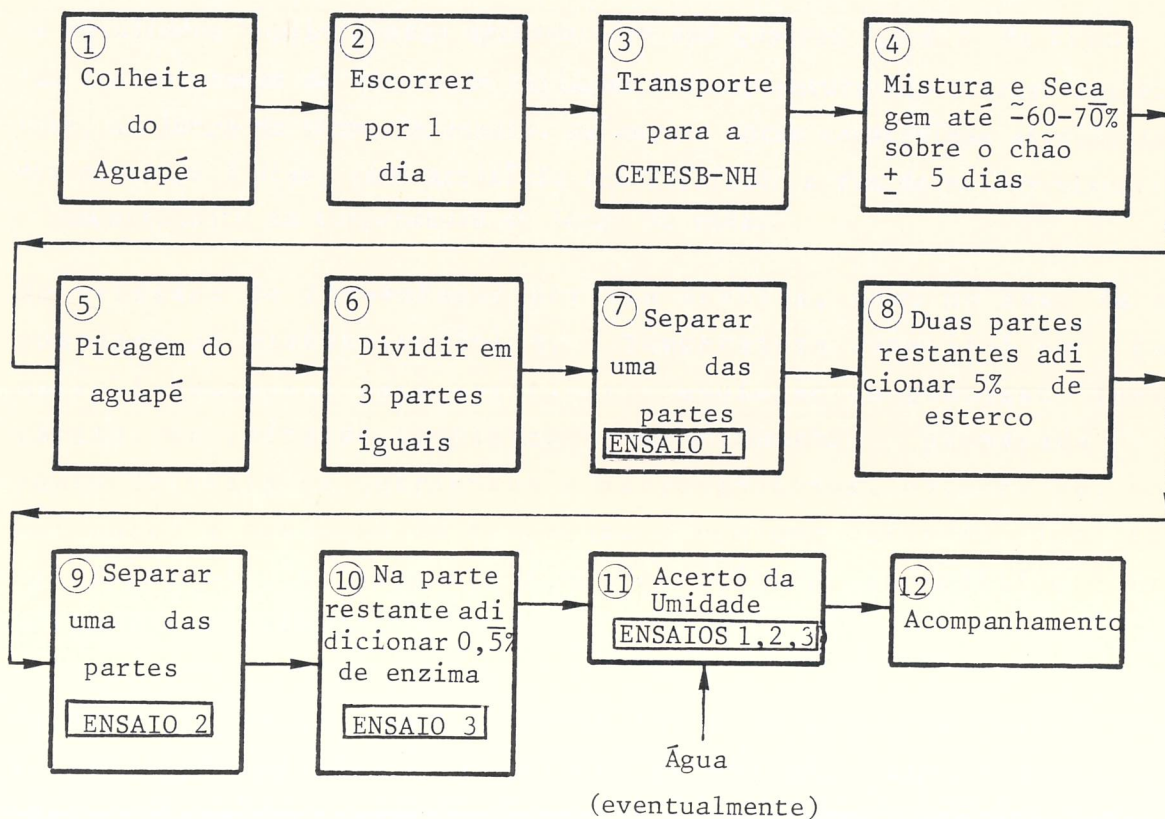 1
Colheita
do
Aguapé
2
Escorrer
por 1
dia
3
Transporte
para a
CETESB-NH
4
Mistura e Seca
gem até ~60-70%
sobre o chão
± 5 dias
5
Picagem do
aguapé
6
Dividir em
3 partes
iguais
7 Separar
uma das
partes
ENSAIO 1
8 Duas partes
restantes adi
cionar 5% de
esterco
9 Separar
uma das
partes
ENSAIO 2
10 Na parte
restante adi
dicionar 0,5%
de enzima
ENSAIO 3
11 Acerto da
Umidade
ENSAIOS 1,2,3
Água
(eventualmente)
12
Acompanhamento